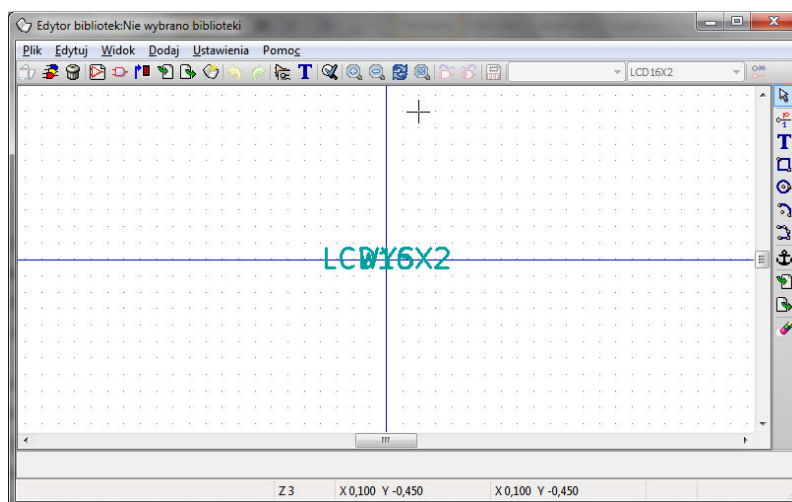 Edytor bibliotek:Nie wybrano biblioteki
Plik Edytuj Widok Dodaj Ustawienia Pomoc
LCD16X2
LCD16X2
Z 3 X 0,100 Y -0,450 X 0,100 Y -0,450